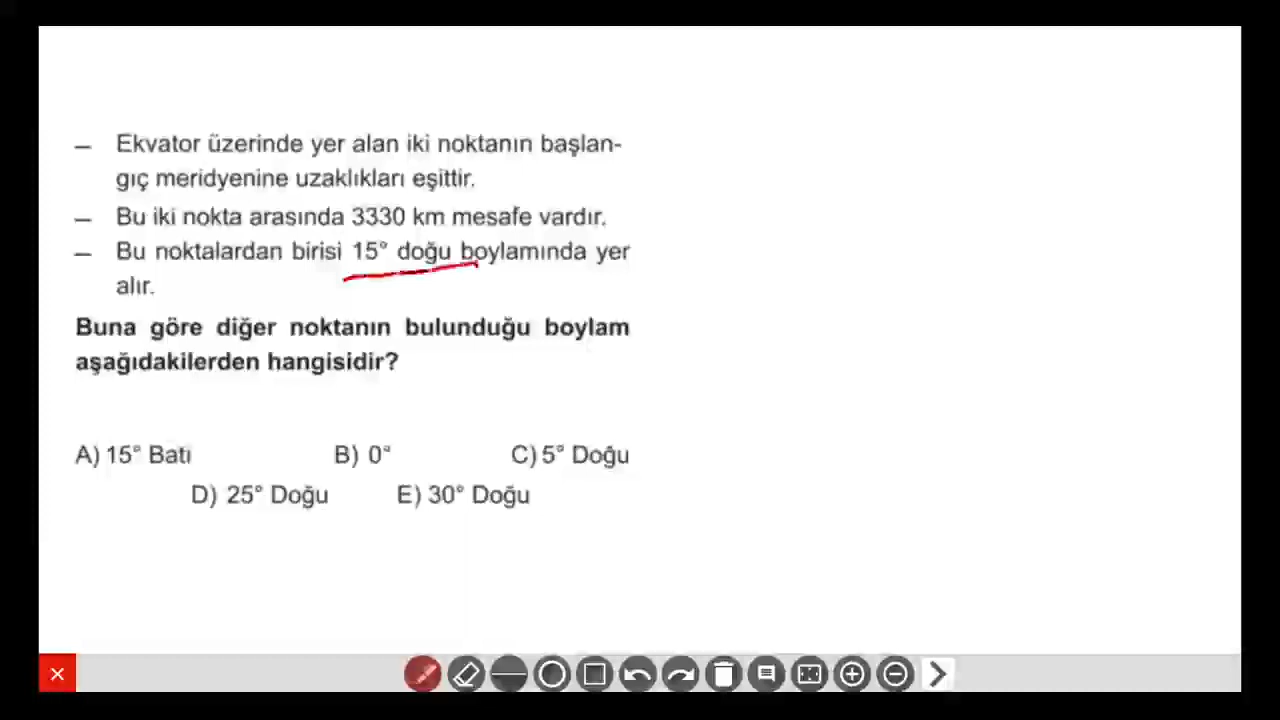 – Ekvator üzerinde yer alan iki noktanın başlan-
gıç meridyenine uzaklıkları eşittir.
– Bu iki nokta arasında 3330 km mesafe vardır.
– Bu noktalardan birisi 15° doğu boylamında yer
alır.
Buna göre diğer noktanın bulunduğu boylam
aşağıdakilerden hangisidir?
A) 15° Batı B) 0° C) 5° Doğu
D) 25° Doğu E) 30° Doğu